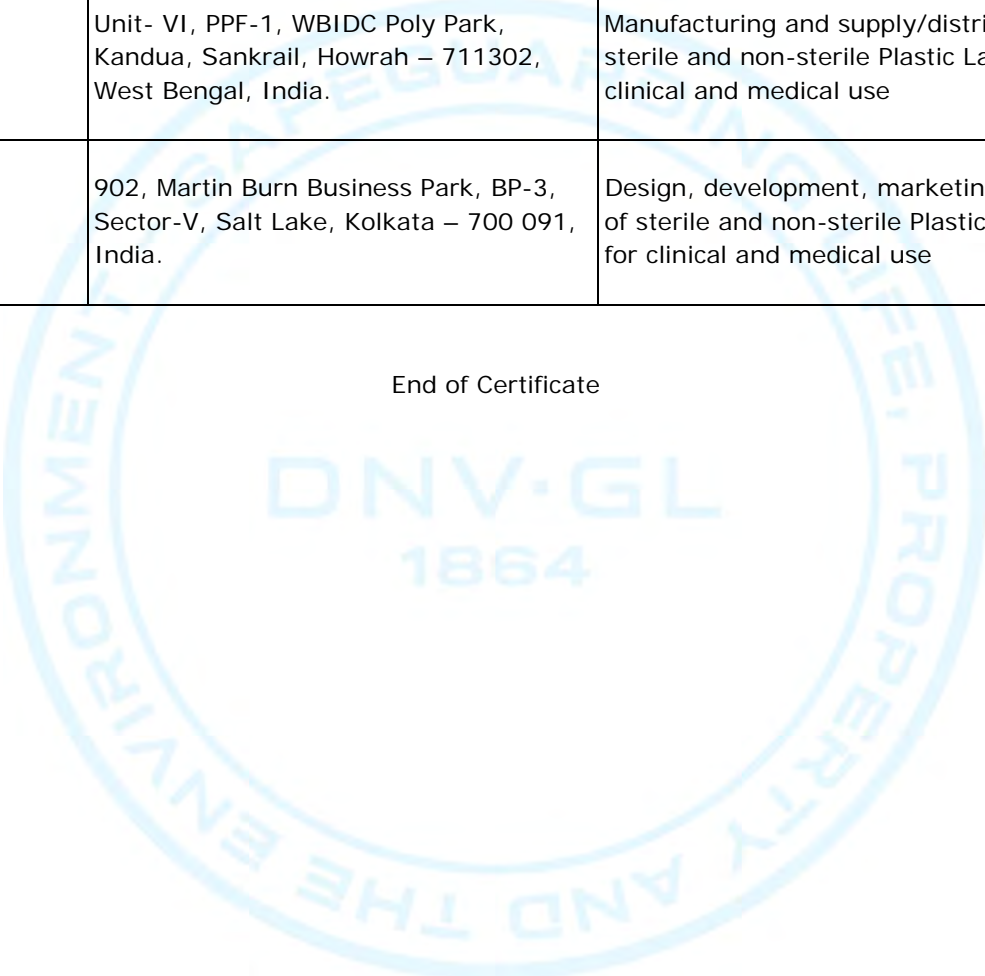 Unit- VI, PPF-1, WBIDC Poly Park,
Kandua, Sankrail, Howrah – 711302,
West Bengal, India.
Manufacturing and supply/distri
sterile and non-sterile Plastic La
clinical and medical use
902, Martin Burn Business Park, BP-3,
Sector-V, Salt Lake, Kolkata – 700 091,
India.
Design, development, marketin
of sterile and non-sterile Plastic
for clinical and medical use
End of Certificate
SAFEGUARDING LIFE, PROPERTY AND THE ENVIRONMENT
DNV·GL
1864